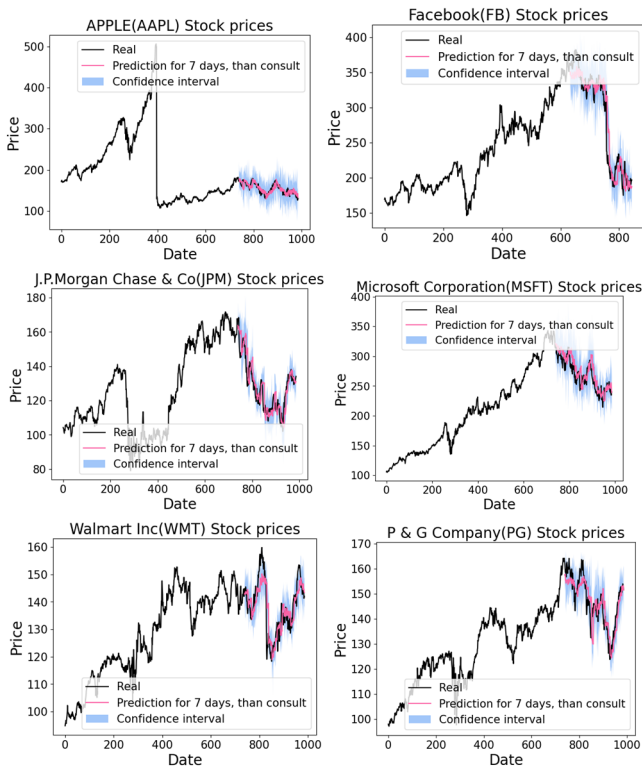 APPLE(AAPL) Stock prices
500
400
300
200
100
Price
Real
Prediction for 7 days, than consult
Confidence interval
0 200 400 600 800 1000
Date
Facebook(FB) Stock prices
400
350
300
250
200
150
Price
Real
Prediction for 7 days, than consult
Confidence interval
0 200 400 600 800
Date
J.P.Morgan Chase & Co(JPM) Stock prices
180
160
140
120
100
80
Price
Real
Prediction for 7 days, than consult
Confidence interval
0 200 400 600 800 1000
Date
Microsoft Corporation(MSFT) Stock prices
400
350
300
250
200
150
100
Price
Real
Prediction for 7 days, than consult
Confidence interval
0 200 400 600 800 1000
Date
Walmart Inc(WMT) Stock prices
160
150
140
130
120
110
100
Price
Real
Prediction for 7 days, than consult
Confidence interval
0 200 400 600 800 1000
Date
P & G Company(PG) Stock prices
170
160
150
140
130
120
110
100
Price
Real
Prediction for 7 days, than consult
Confidence interval
0 200 400 600 800 1000
Date